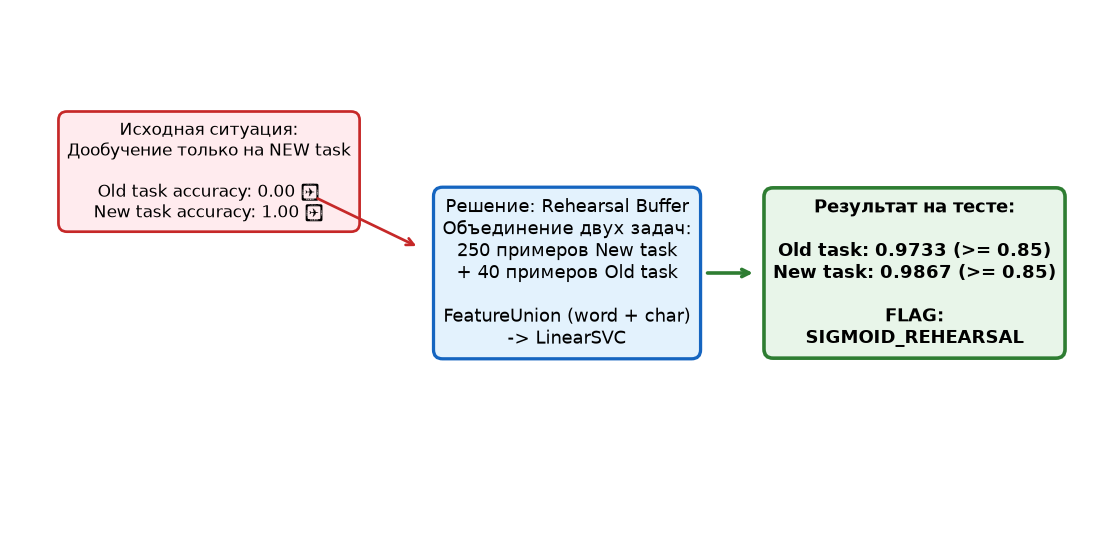 Исходная ситуация:
Дообучение только на NEW task
Old task accuracy: 0.00
New task accuracy: 1.00
Решение: Rehearsal Buffer
Объединение двух задач:
250 примеров New task
+ 40 примеров Old task
FeatureUnion (word + char)
-> LinearSVC
Результат на тесте:
Old task: 0.9733 (>= 0.85)
New task: 0.9867 (>= 0.85)
FLAG:
SIGMOID_REHEARSAL